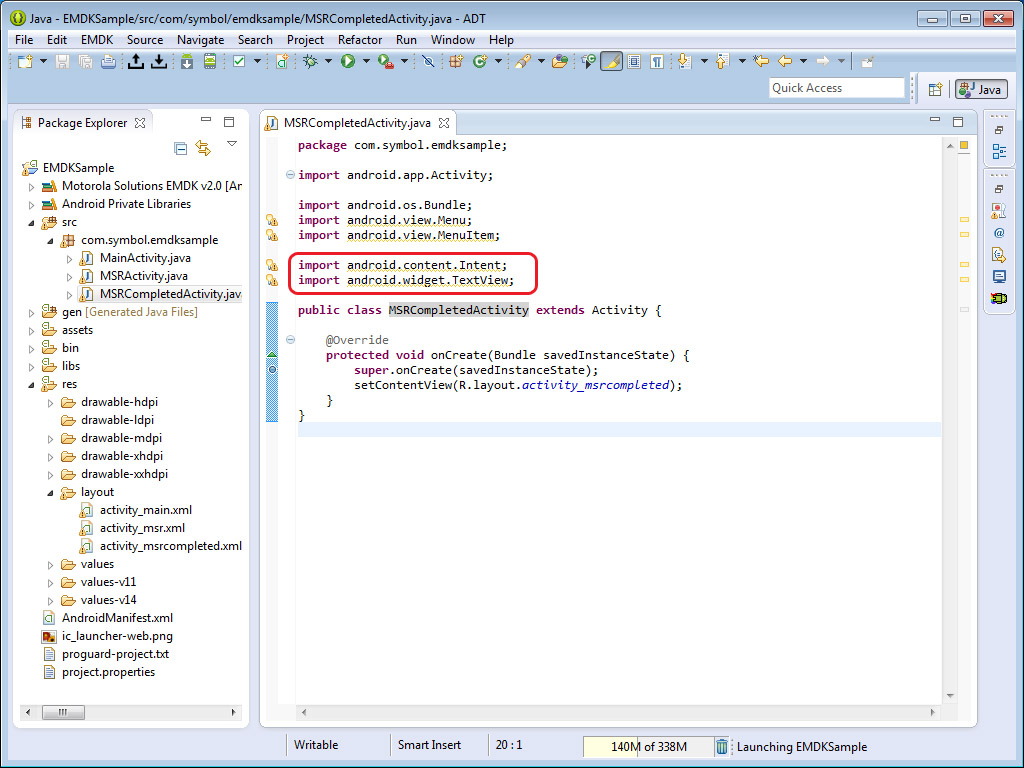 Java - EMDKSample/src/com/symbol/emdksample/MSRCompletedActivity.java - ADT
File Edit EMDK Source Navigate Search Project Refactor Run Window Help
Quick Access
Java
Package Explorer
EMDKSample
Motorola Solutions EMDK v2.0 [Ar
Android Private Libraries
src
com.symbol.emdksample
MainActivity.java
MSRActivity.java
MSRCompletedActivity.java
gen [Generated Java Files]
assets
bin
libs
res
drawable-hdpi
drawable-ldpi
drawable-mdpi
drawable-xhdpi
drawable-xxhdpi
layout
activity_main.xml
activity_msr.xml
activity_msrcompleted.xml
values
values-v11
values-v14
AndroidManifest.xml
ic_launcher-web.png
proguard-project.txt
project.properties
MSRCompletedActivity.java
package com.symbol.emdksample;
import android.app.Activity;
import android.os.Bundle;
import android.view.Menu;
import android.view.MenuItem;
import android.content.Intent;
import android.widget.TextView;
public class MSRCompletedActivity extends Activity {
@Override
protected void onCreate(Bundle savedInstanceState) {
super.onCreate(savedInstanceState);
setContentView(R.layout.activity_msrcompleted);
}
}
Writable
Smart Insert
20 : 1
140M of 338M
Launching EMDKSample